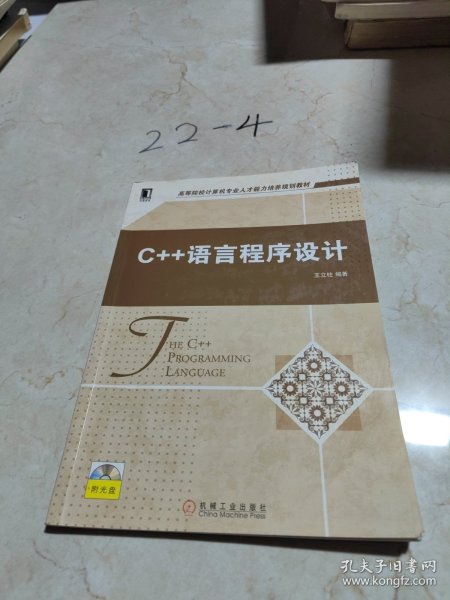 22-4
高等院校计算机专业人才能力培养规划教材
C++语言程序设计
王立柱 编著
THE C++
PROGRAMMING
LANGUAGE
附光盘
机械工业出版社
China Machine Press
孔夫子旧书网
www.kongfz.com